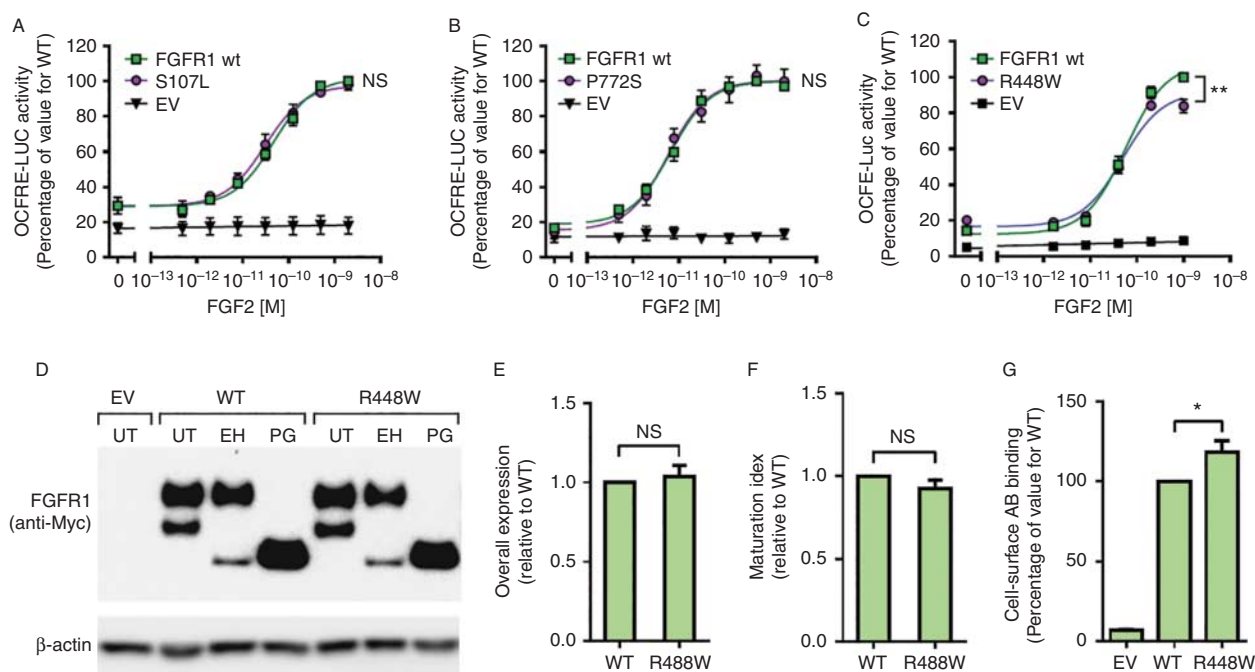 A
OCFRE-LUC activity
(Percentage of value for WT)
120
100
80
60
40
20
0
FGFR1 wt
S107L
EV
NS
0 10⁻¹³ 10⁻¹² 10⁻¹¹ 10⁻¹⁰ 10⁻⁹ 10⁻⁸
FGF2 [M]
B
OCFRE-LUC activity
(Percentage of value for WT)
120
100
80
60
40
20
0
FGFR1 wt
P772S
EV
NS
0 10⁻¹³ 10⁻¹² 10⁻¹¹ 10⁻¹⁰ 10⁻⁹ 10⁻⁸
FGF2 [M]
C
OCFE-Luc activity
(Percentage of value for WT)
120
100
80
60
40
20
0
FGFR1 wt
R448W
EV
**
0 10⁻¹³ 10⁻¹² 10⁻¹¹ 10⁻¹⁰ 10⁻⁹ 10⁻⁸
FGF2 [M]
D
EV WT R448W
UT UT EH PG UT EH PG
FGFR1
(anti-Myc)
β-actin
E
Overall expression
(relative to WT)
1.5
1.0
0.5
0.0
NS
WT R488W
F
Maturation idex
(relative to WT)
1.5
1.0
0.5
0.0
NS
WT R488W
G
Cell-surface AB binding
(Percentage of value for WT)
150
100
50
0
*
EV WT R448W